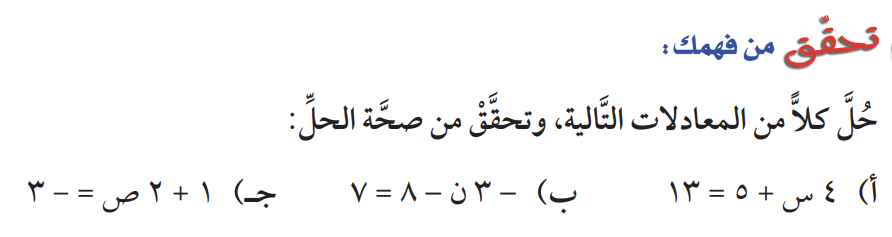 تحقّق من فهمك:
حُلَّ كلاًّ من المعادلات التَّالية، وتحقَّقْ من صحَّة الحلِّ:
أ) ٤ س + ٥ = ١٣ ب) – ٣ ن – ٨ = ٧ جـ) ١ + ٢ ص = – ٣